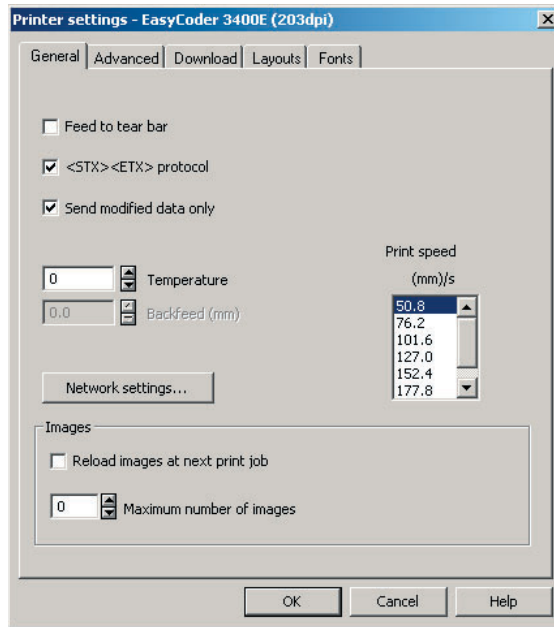 Printer settings - EasyCoder 3400E (203dpi)
General Advanced Download Layouts Fonts
Feed to tear bar
<STX><ETX> protocol
Send modified data only
Print speed
(mm)/s
0 Temperature
0.0 Backfeed (mm)
50.8
76.2
101.6
127.0
152.4
177.8
Network settings...
Images
Reload images at next print job
0 Maximum number of images
OK Cancel Help